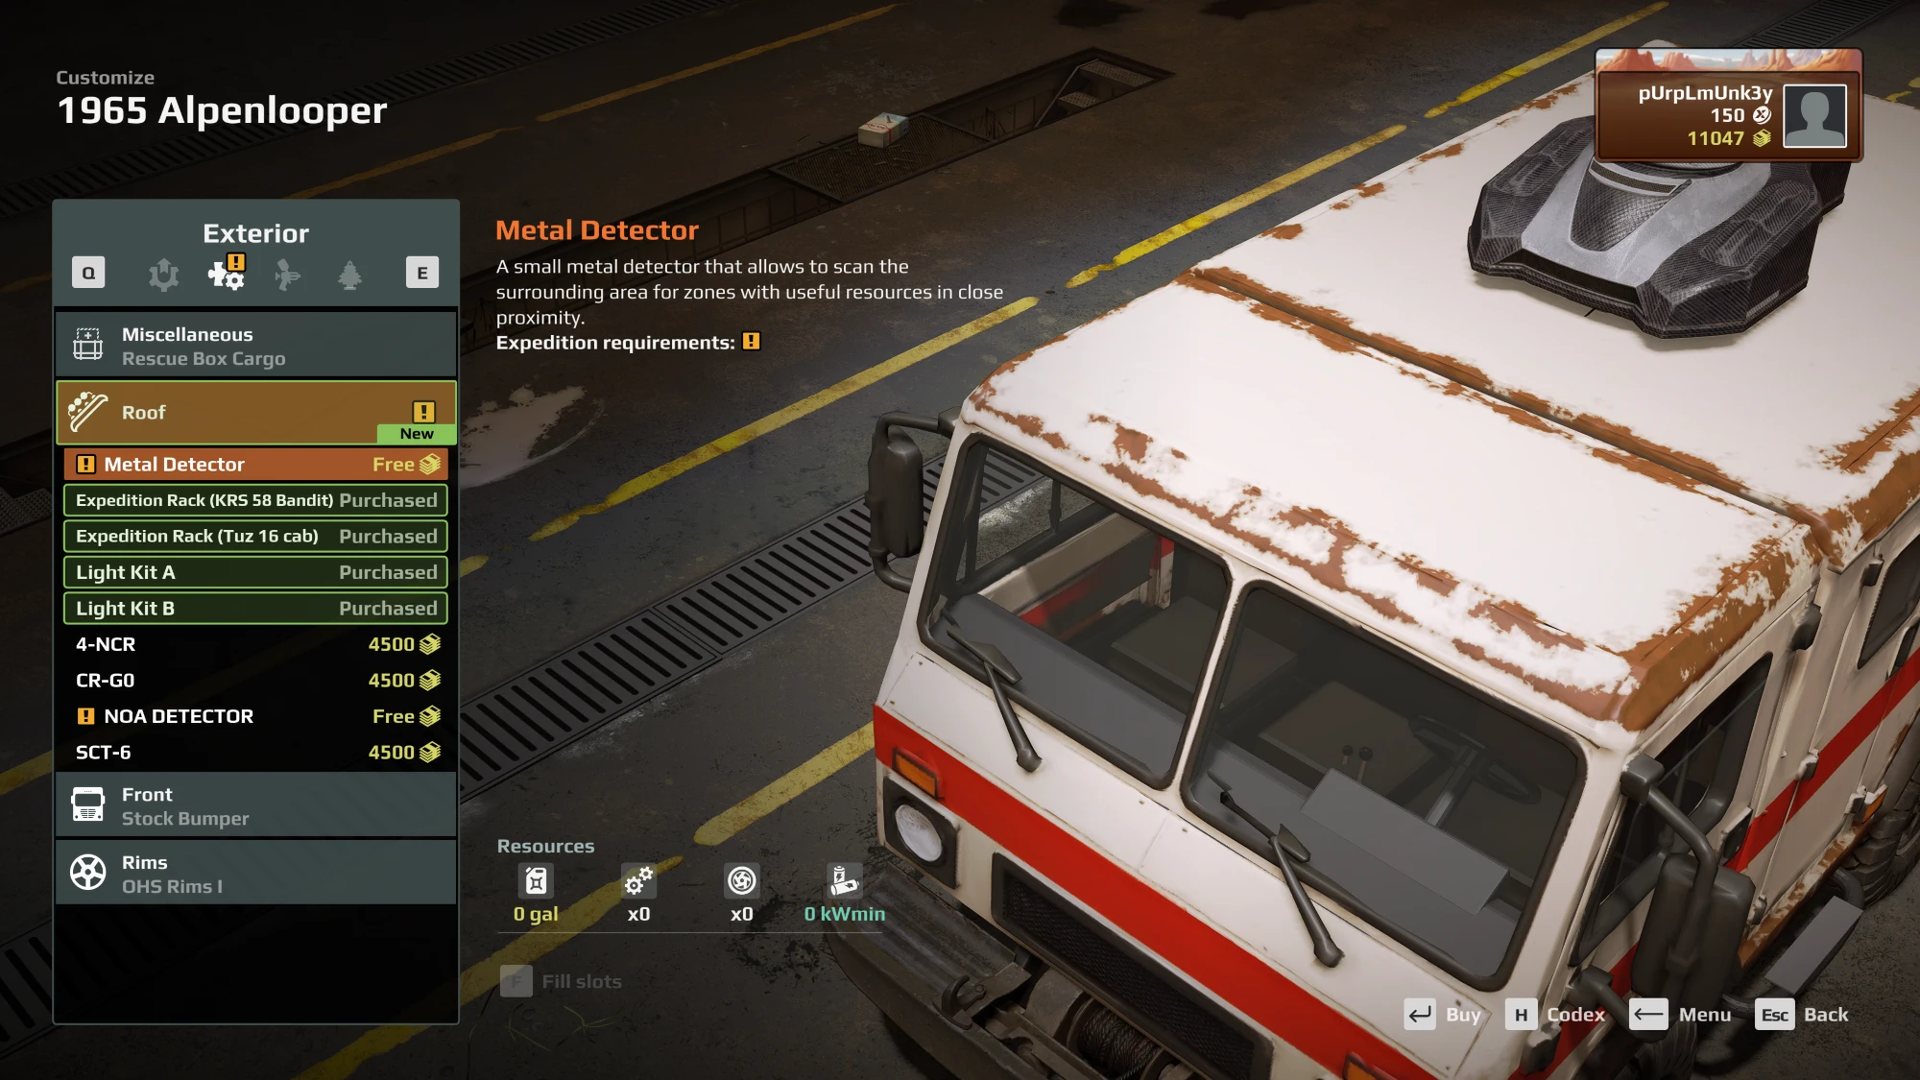 Customize
1965 Alpenlooper
pUrpLmUnk3y
150
11047
Exterior
Q
!
E
Miscellaneous
Rescue Box Cargo
Roof
!
New
! Metal Detector Free
Expedition Rack (KRS 58 Bandit) Purchased
Expedition Rack (Tuz 16 cab) Purchased
Light Kit A Purchased
Light Kit B Purchased
4-NCR 4500
CR-G0 4500
! NOA DETECTOR Free
SCT-6 4500
Front
Stock Bumper
Rims
OHS Rims I
Metal Detector
A small metal detector that allows to scan the
surrounding area for zones with useful resources in close
proximity.
Expedition requirements: !
Resources
0 gal x0 x0 0 kWmin
F Fill slots
Buy H Codex Menu Esc Back